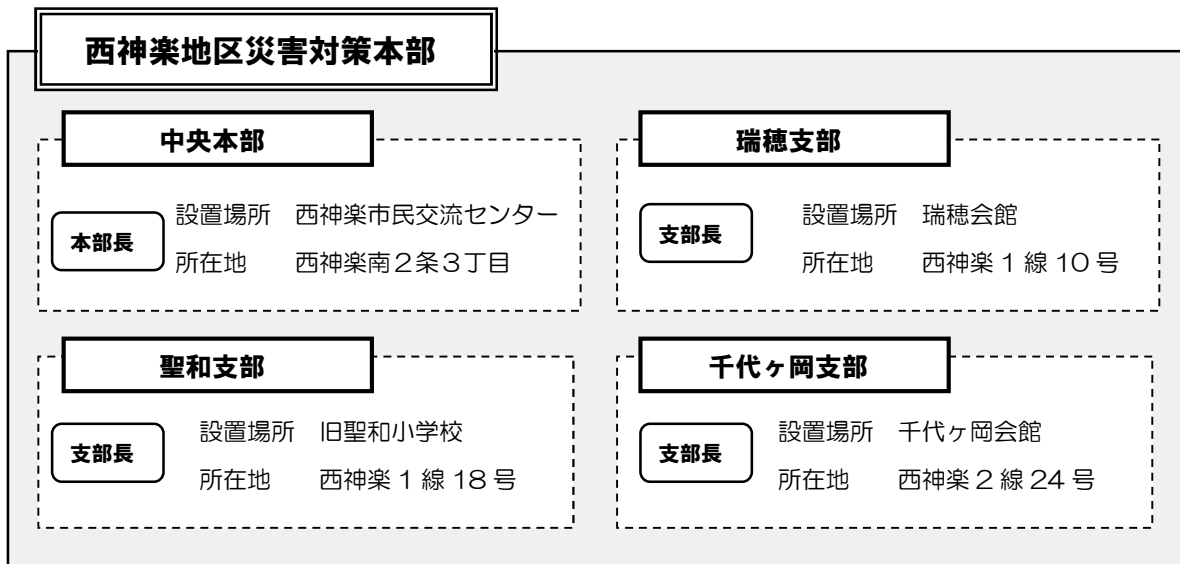 西神楽地区災害対策本部
中央本部
本部長
設置場所 西神楽市民交流センター
所在地 西神楽南２条３丁目
瑞穂支部
支部長
設置場所 瑞穂会館
所在地 西神楽１線10号
聖和支部
支部長
設置場所 旧聖和小学校
所在地 西神楽１線18号
千代ヶ岡支部
支部長
設置場所 千代ヶ岡会館
所在地 西神楽２線24号